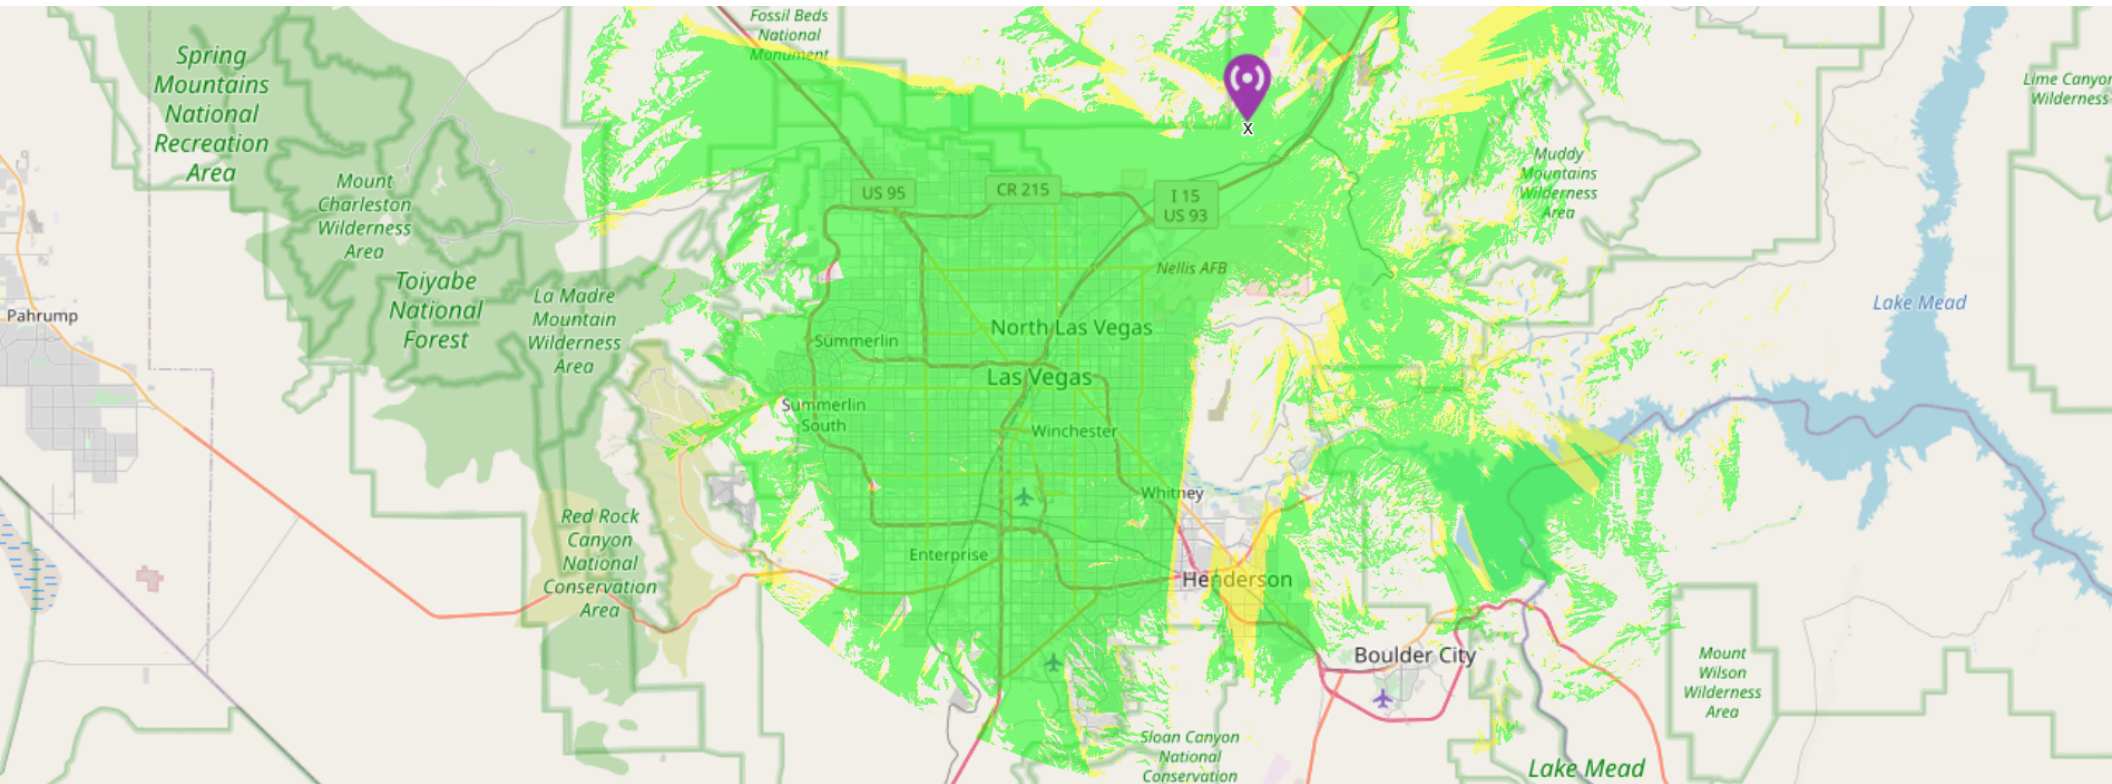 Fossil Beds
National
Monument
Spring
Mountains
National
Recreation
Area
Lime Canyon
Wilderness
X
Mount
Charleston
Wilderness
Area
US 95
CR 215
I 15
US 93
Muddy
Mountains
Wilderness
Area
Nellis AFB
Toiyabe
National
Forest
La Madre
Mountain
Wilderness
Area
Pahrump
Lake Mead
North Las Vegas
Summerlin
Las Vegas
Summerlin
South
Winchester
Whitney
Red Rock
Canyon
National
Conservation
Area
Enterprise
Henderson
Boulder City
Mount
Wilson
Wilderness
Area
Sloan Canyon
National
Conservation
Lake Mead